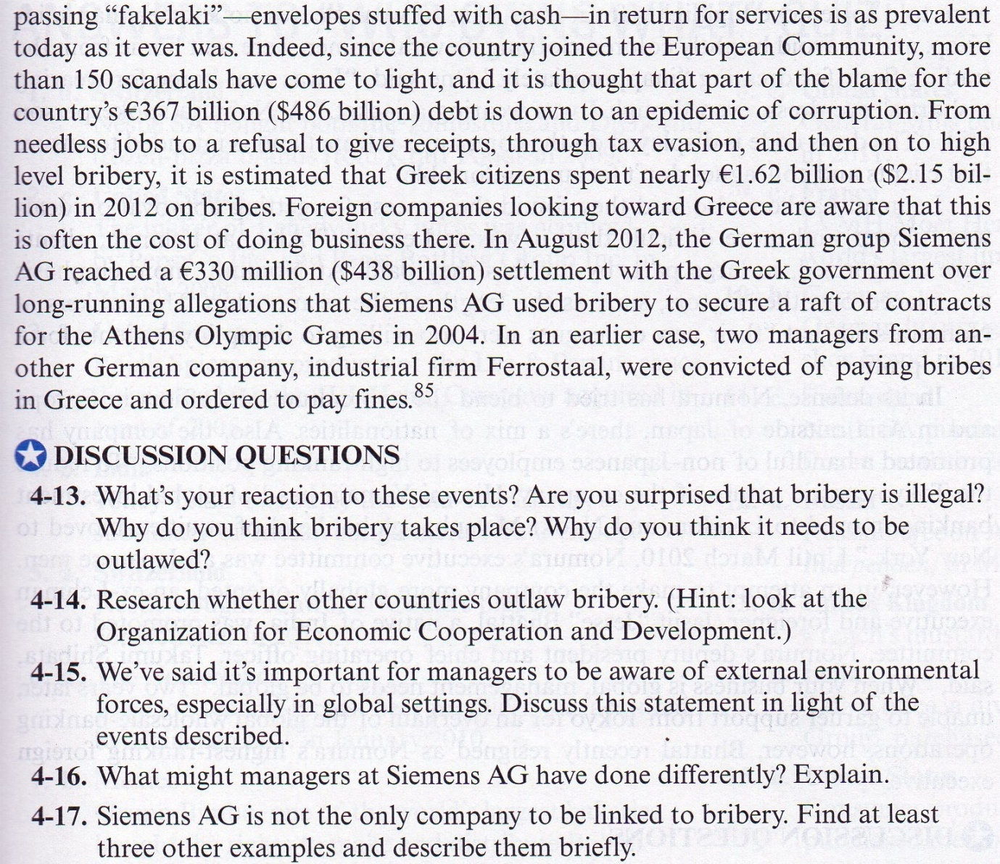 passing “fakelaki”—envelopes stuffed with cash—in return for services is as prevalent
today as it ever was. Indeed, since the country joined the European Community, more
than 150 scandals have come to light, and it is thought that part of the blame for the
country’s €367 billion ($486 billion) debt is down to an epidemic of corruption. From
needless jobs to a refusal to give receipts, through tax evasion, and then on to high
level bribery, it is estimated that Greek citizens spent nearly €1.62 billion ($2.15 bil-
lion) in 2012 on bribes. Foreign companies looking toward Greece are aware that this
is often the cost of doing business there. In August 2012, the German group Siemens
AG reached a €330 million ($438 billion) settlement with the Greek government over
long-running allegations that Siemens AG used bribery to secure a raft of contracts
for the Athens Olympic Games in 2004. In an earlier case, two managers from an-
other German company, industrial firm Ferrostaal, were convicted of paying bribes
in Greece and ordered to pay fines.85
DISCUSSION QUESTIONS
4-13. What’s your reaction to these events? Are you surprised that bribery is illegal?
Why do you think bribery takes place? Why do you think it needs to be
outlawed?
4-14. Research whether other countries outlaw bribery. (Hint: look at the
Organization for Economic Cooperation and Development.)
4-15. We’ve said it’s important for managers to be aware of external environmental
forces, especially in global settings. Discuss this statement in light of the
events described.
4-16. What might managers at Siemens AG have done differently? Explain.
4-17. Siemens AG is not the only company to be linked to bribery. Find at least
three other examples and describe them briefly.